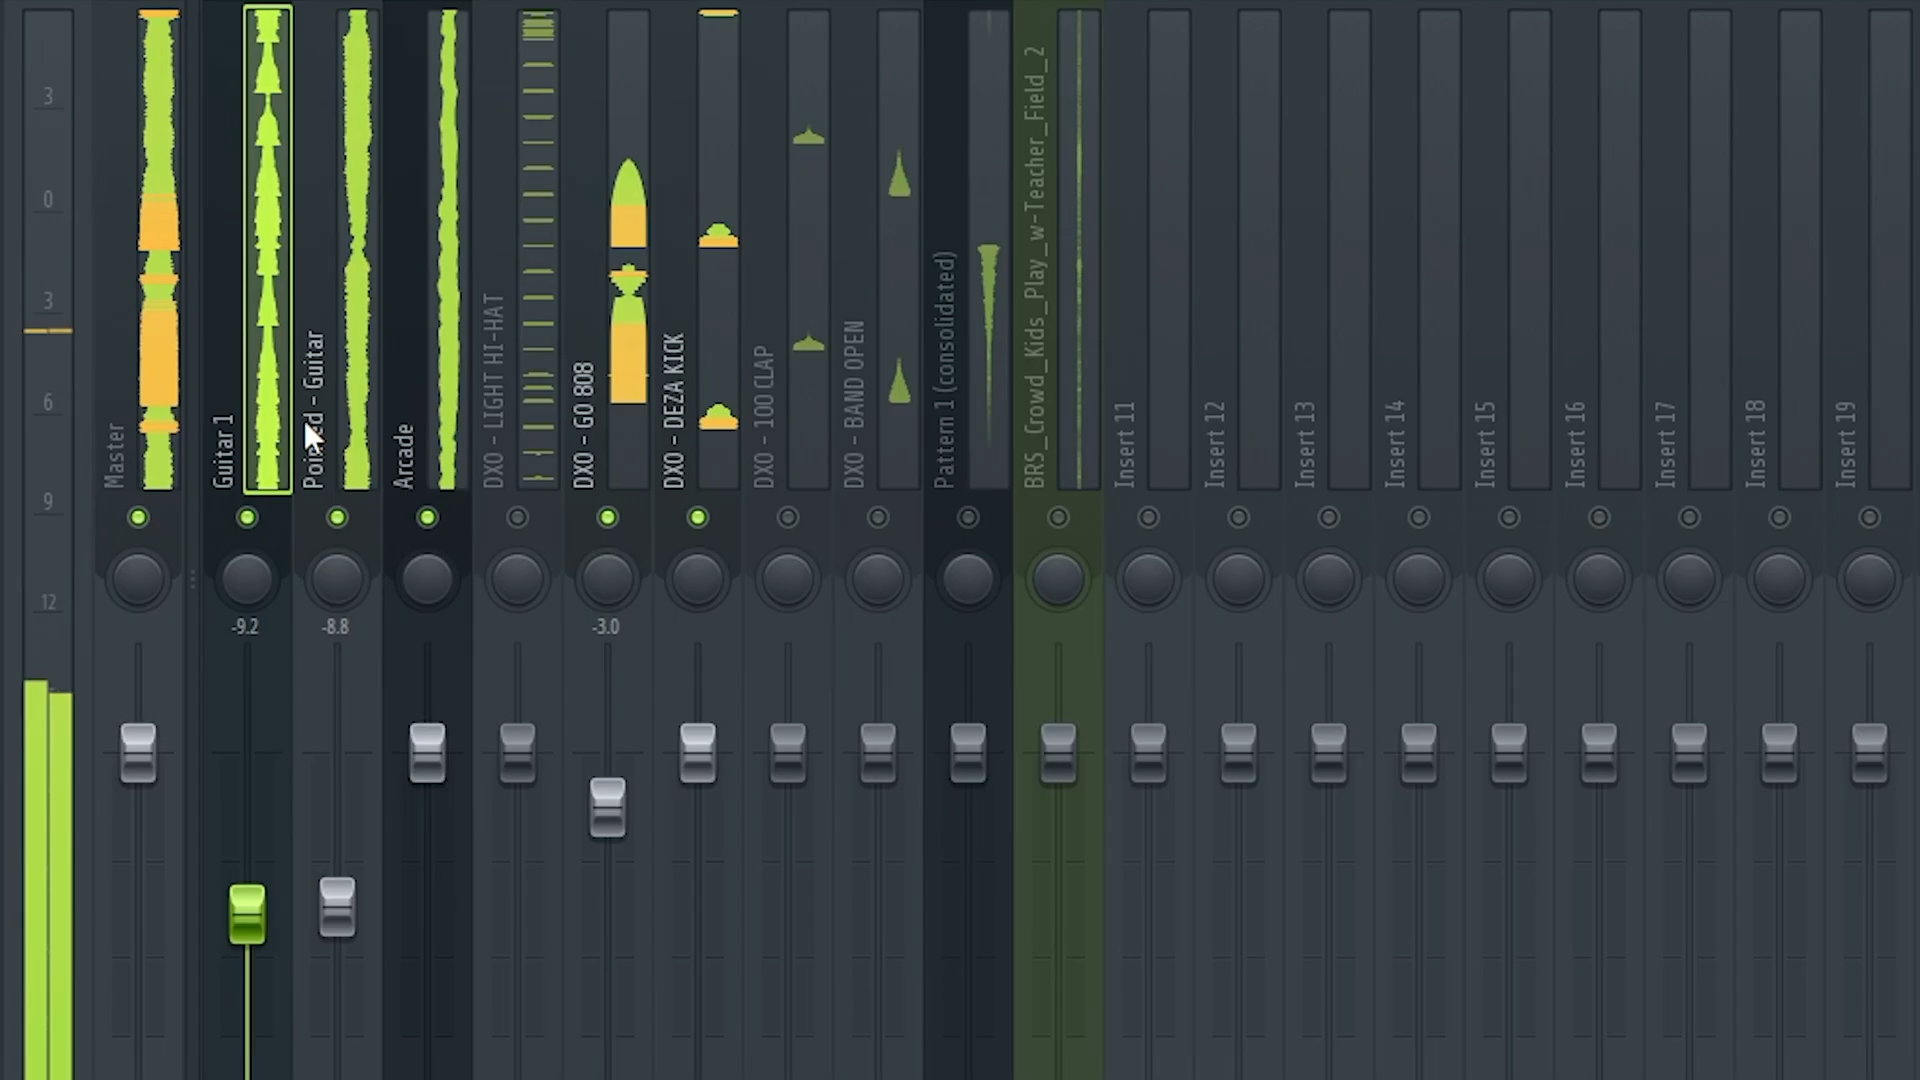 3
0
3
6
9
12
Master
Guitar 1
- Guitar
Arcade
DXO - LIGHT HI-HAT
DXO - GO 808
DXO - DEZA KICK
DXO - 100 CLAP
DXO - BAND OPEN
Pattern 1 (consolidated)
BRS_Crowd_Kids_Play_w-Teacher_Field_2
Insert 11
Insert 12
Insert 13
Insert 14
Insert 15
Insert 16
Insert 17
Insert 18
Insert 19
-9.2
-8.8
-3.0